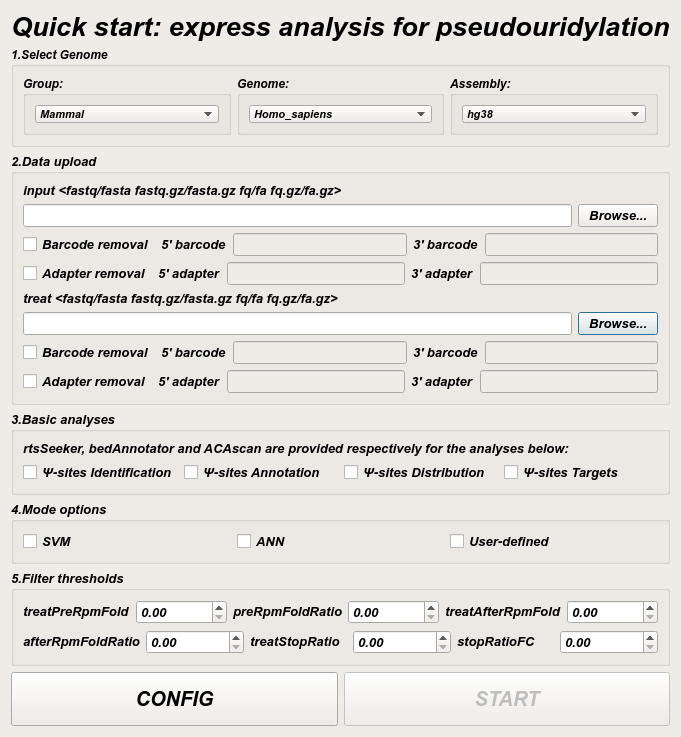 Quick start: express analysis for pseudouridylation
1.Select Genome
Group: Genome: Assembly:
Mammal Homo_sapiens hg38
2.Data upload
input <fastq/fasta fastq.gz/fasta.gz fq/fa fq.gz/fa.gz>
Browse...
Barcode removal 5' barcode 3' barcode
Adapter removal 5' adapter 3' adapter
treat <fastq/fasta fastq.gz/fasta.gz fq/fa fq.gz/fa.gz>
Browse...
Barcode removal 5' barcode 3' barcode
Adapter removal 5' adapter 3' adapter
3.Basic analyses
rtsSeeker, bedAnnotator and ACAscan are provided respectively for the analyses below:
Ψ-sites Identification Ψ-sites Annotation Ψ-sites Distribution Ψ-sites Targets
4.Mode options
SVM ANN User-defined
5.Filter thresholds
treatPreRpmFold 0.00 preRpmFoldRatio 0.00 treatAfterRpmFold 0.00
afterRpmFoldRatio 0.00 treatStopRatio 0.00 stopRatioFC 0.00
CONFIG START